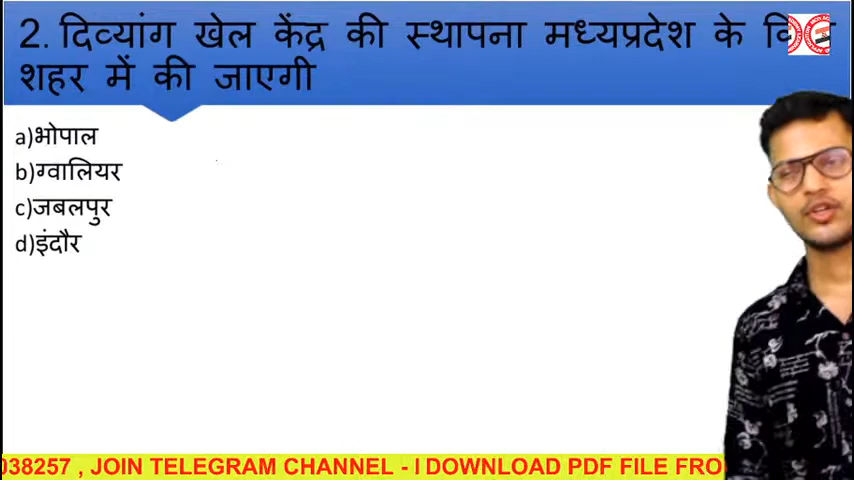 2. दिव्यांग खेल केंद्र की स्थापना मध्यप्रदेश के
शहर में की जाएगी
a)भोपाल
b)ग्वालियर
c)जबलपुर
d)इंदौर
038257 , JOIN TELEGRAM CHANNEL - I DOWNLOAD PDF FILE FRO